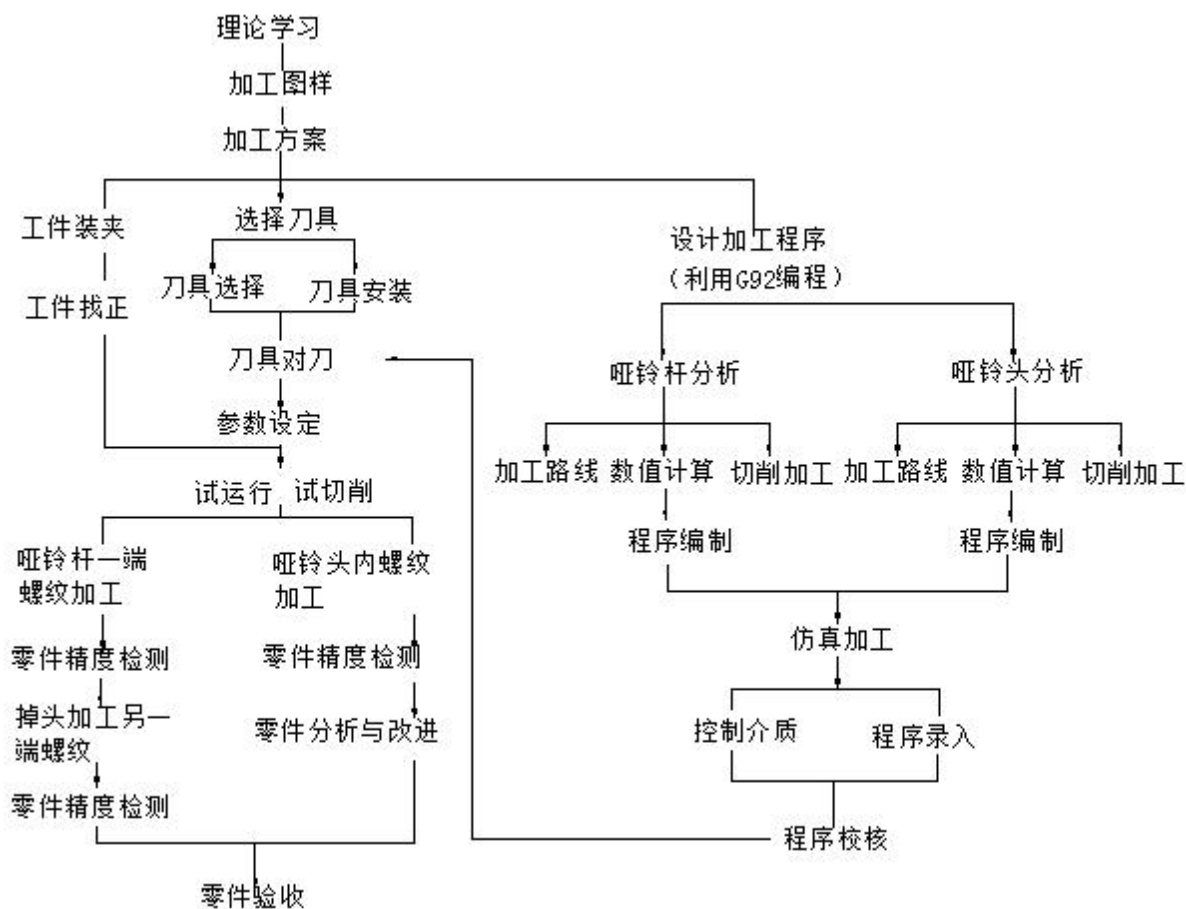 理论学习
加工图样
加工方案
工件装夹
选择刀具
设计加工程序
(利用G92编程)
刀具选择
刀具安装
工件找正
刀具对刀
哑铃杆分析
哑铃头分析
参数设定
加工路线
数值计算
切削加工
加工路线
数值计算
切削加工
试运行
试切削
程序编制
程序编制
哑铃杆一端
螺纹加工
哑铃头内螺纹
加工
仿真加工
零件精度检测
零件精度检测
掉头加工另一
端螺纹
零件分析与改进
控制介质
程序录入
零件精度检测
程序校核
零件验收